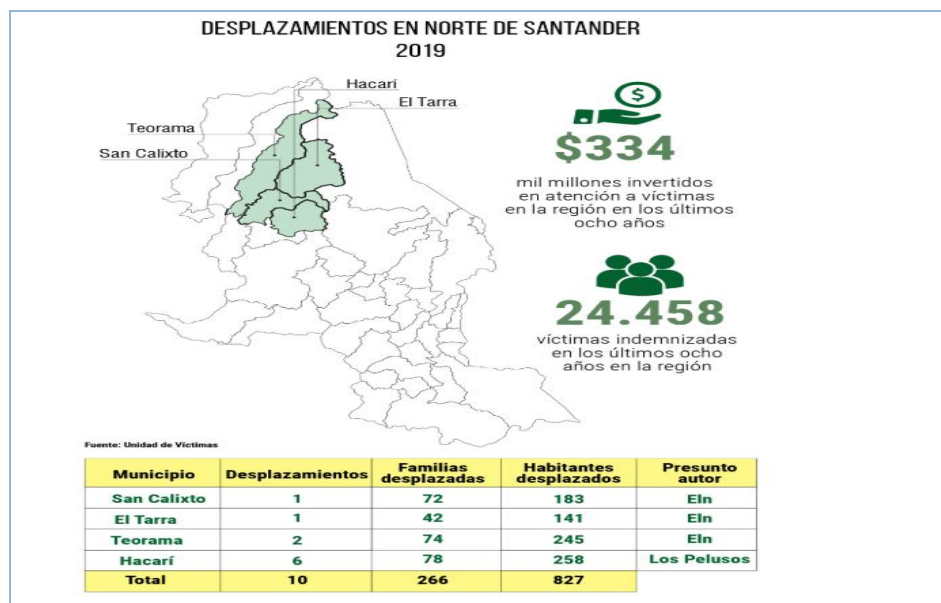 DESPLAZAMIENTOS EN NORTE DE SANTANDER
2019
Hacarí
El Tarra
Teorama
San Calixto
$
$334
mil millones invertidos
en atención a víctimas
en la región en los últimos
ocho años
24.458
víctimas indemnizadas
en los últimos ocho
años en la región
Fuente: Unidad de Víctimas
Municipio Desplazamientos Familias desplazadas Habitantes desplazados Presunto autor
San Calixto 1 72 183 Eln
El Tarra 1 42 141 Eln
Teorama 2 74 245 Eln
Hacarí 6 78 258 Los Pelusos
Total 10 266 827